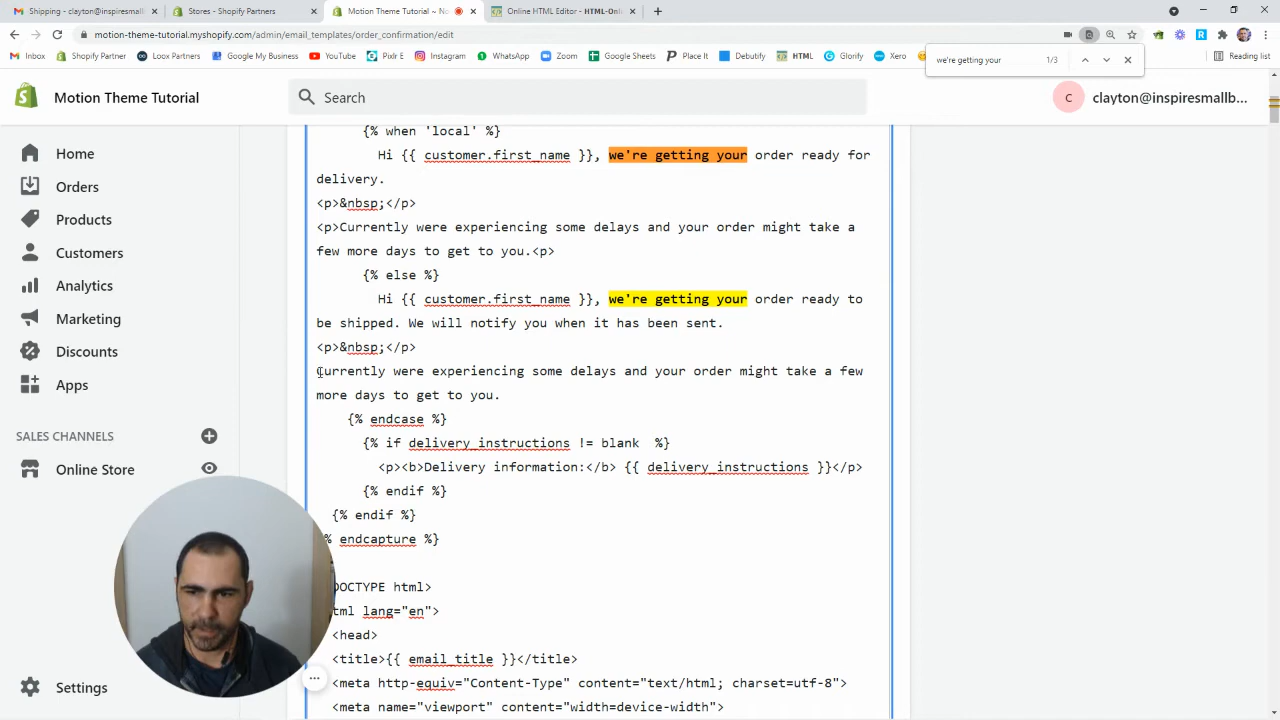 Shipping - clayton@inspiresmall
Stores - Shopify Partners
Motion Theme Tutorial ~ No
Online HTML Editor - HTML-Onl
motion-theme-tutorial.myshopify.com/admin/email_templates/order_confirmation/edit
Inbox
Shopify Partner
Loox Partners
Google My Business
YouTube
Pixlr E
WhatsApp
Zoom
Google Sheets
Place It
Debutify
HTML
Ziglar
Xero
Reading list
we're getting your
1/3
Motion Theme Tutorial
Search
C
clayton@inspiresmallb...
Home
Orders
Products
Customers
Analytics
Marketing
Discounts
Apps
SALES CHANNELS
Online Store
Settings
{% when 'local' %}
Hi {{ customer.first_name }}, we're getting your order ready for
delivery.
<p>&nbsp;</p>
<p>Currently were experiencing some delays and your order might take a
few more days to get to you.<p>
{% else %}
Hi {{ customer.first_name }}, we're getting your order ready to
be shipped. We will notify you when it has been sent.
<p>&nbsp;</p>
Currently were experiencing some delays and your order might take a few
more days to get to you.
{% endcase %}
{% if delivery_instructions != blank  %}
<p><b>Delivery information:</b> {{ delivery_instructions }}</p>
{% endif %}
{% endif %}
% endcapture %}
DOCTYPE html>
tml lang="en">
<head>
<title>{{ email_title }}</title>
<meta http-equiv="Content-Type" content="text/html; charset=utf-8">
<meta name="viewport" content="width=device-width">